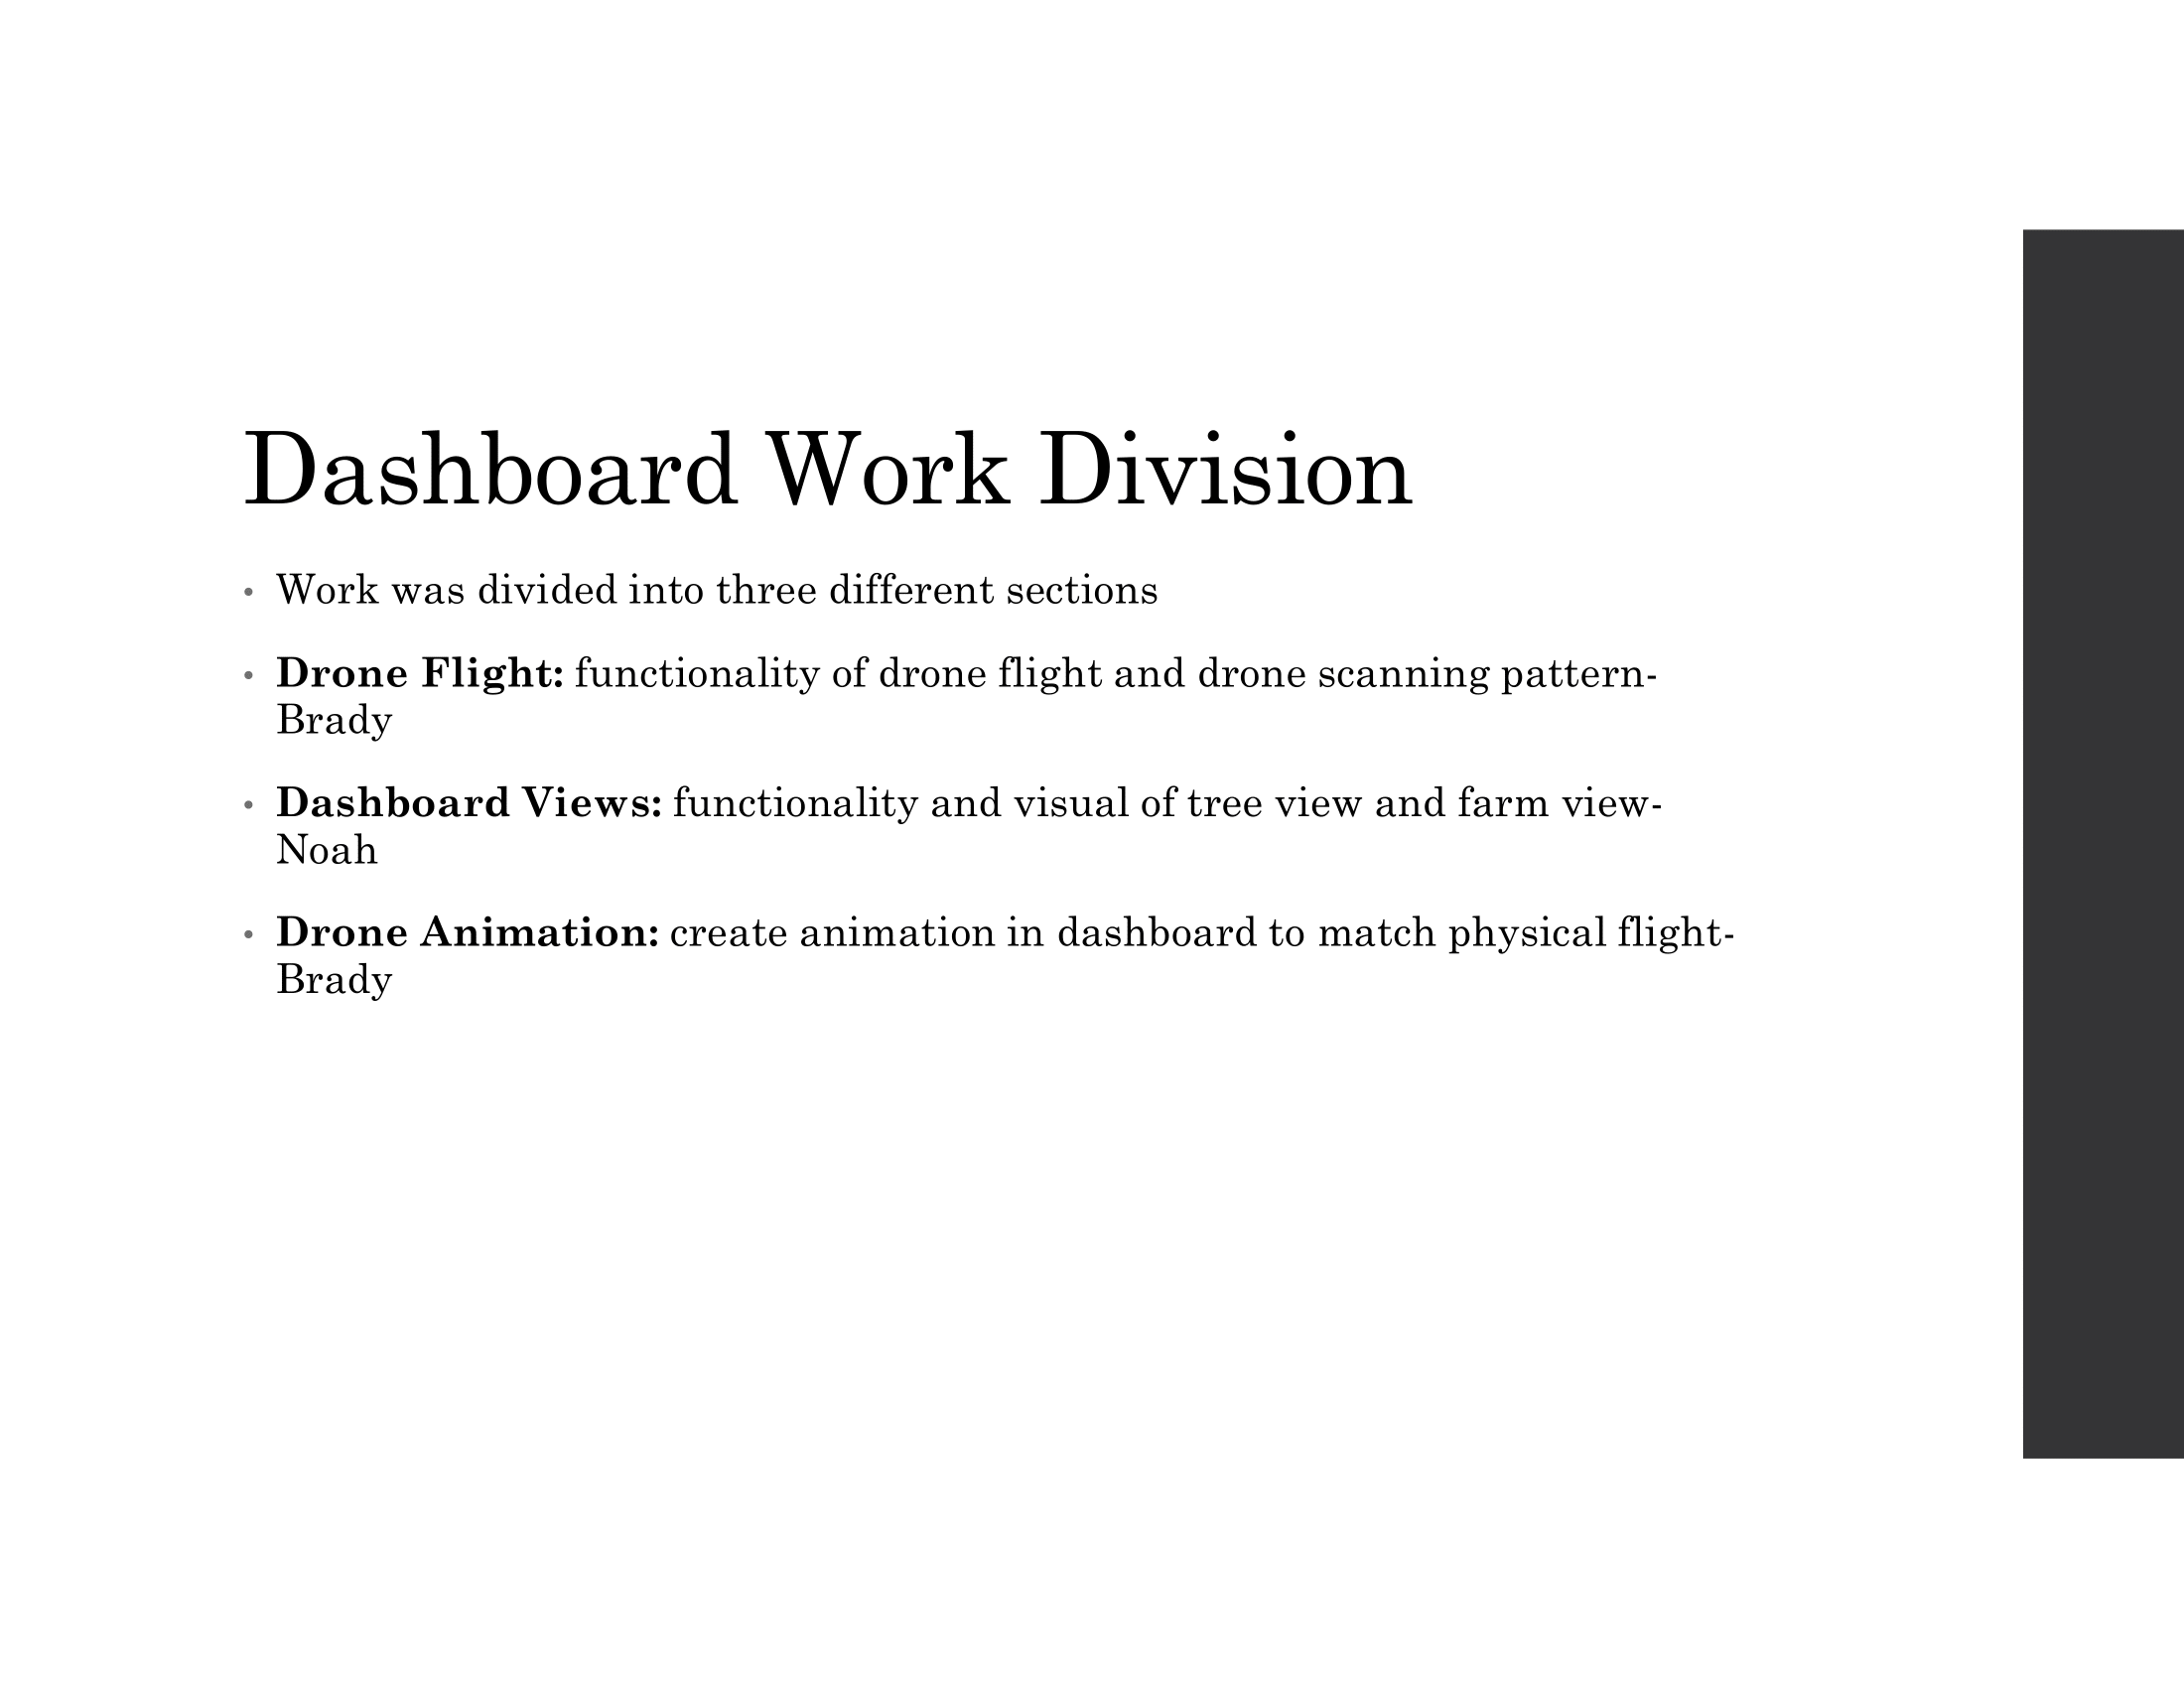 Dashboard Work Division
• Work was divided into three different sections
• Drone Flight: functionality of drone flight and drone scanning pattern-
Brady
• Dashboard Views: functionality and visual of tree view and farm view-
Noah
• Drone Animation: create animation in dashboard to match physical flight-
Brady